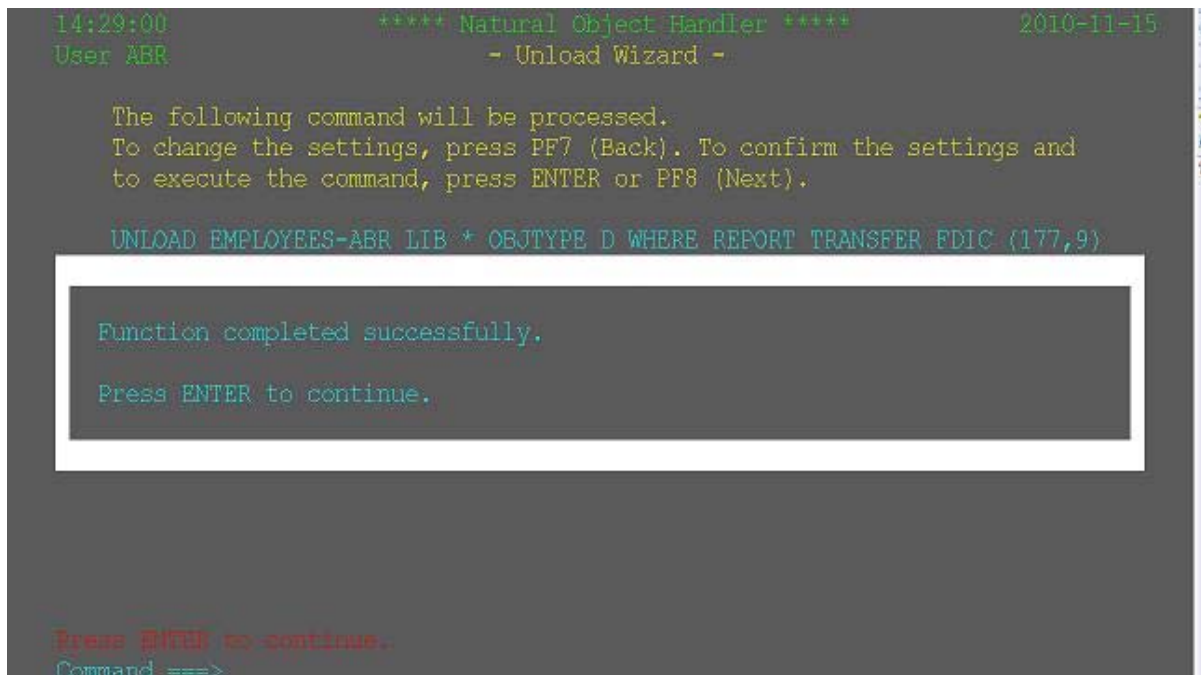 14:29:00 ***** Natural Object Handler ***** 2010-11-15
User ABR - Unload Wizard -
The following command will be processed.
To change the settings, press PF7 (Back). To confirm the settings and
to execute the command, press ENTER or PF8 (Next).
UNLOAD EMPLOYEES-ABR LIB * OBJTYPE D WHERE REPORT TRANSFER FDIC (177,9)
Function completed successfully.
Press ENTER to continue.
Press ENTER to continue.
Command ===>